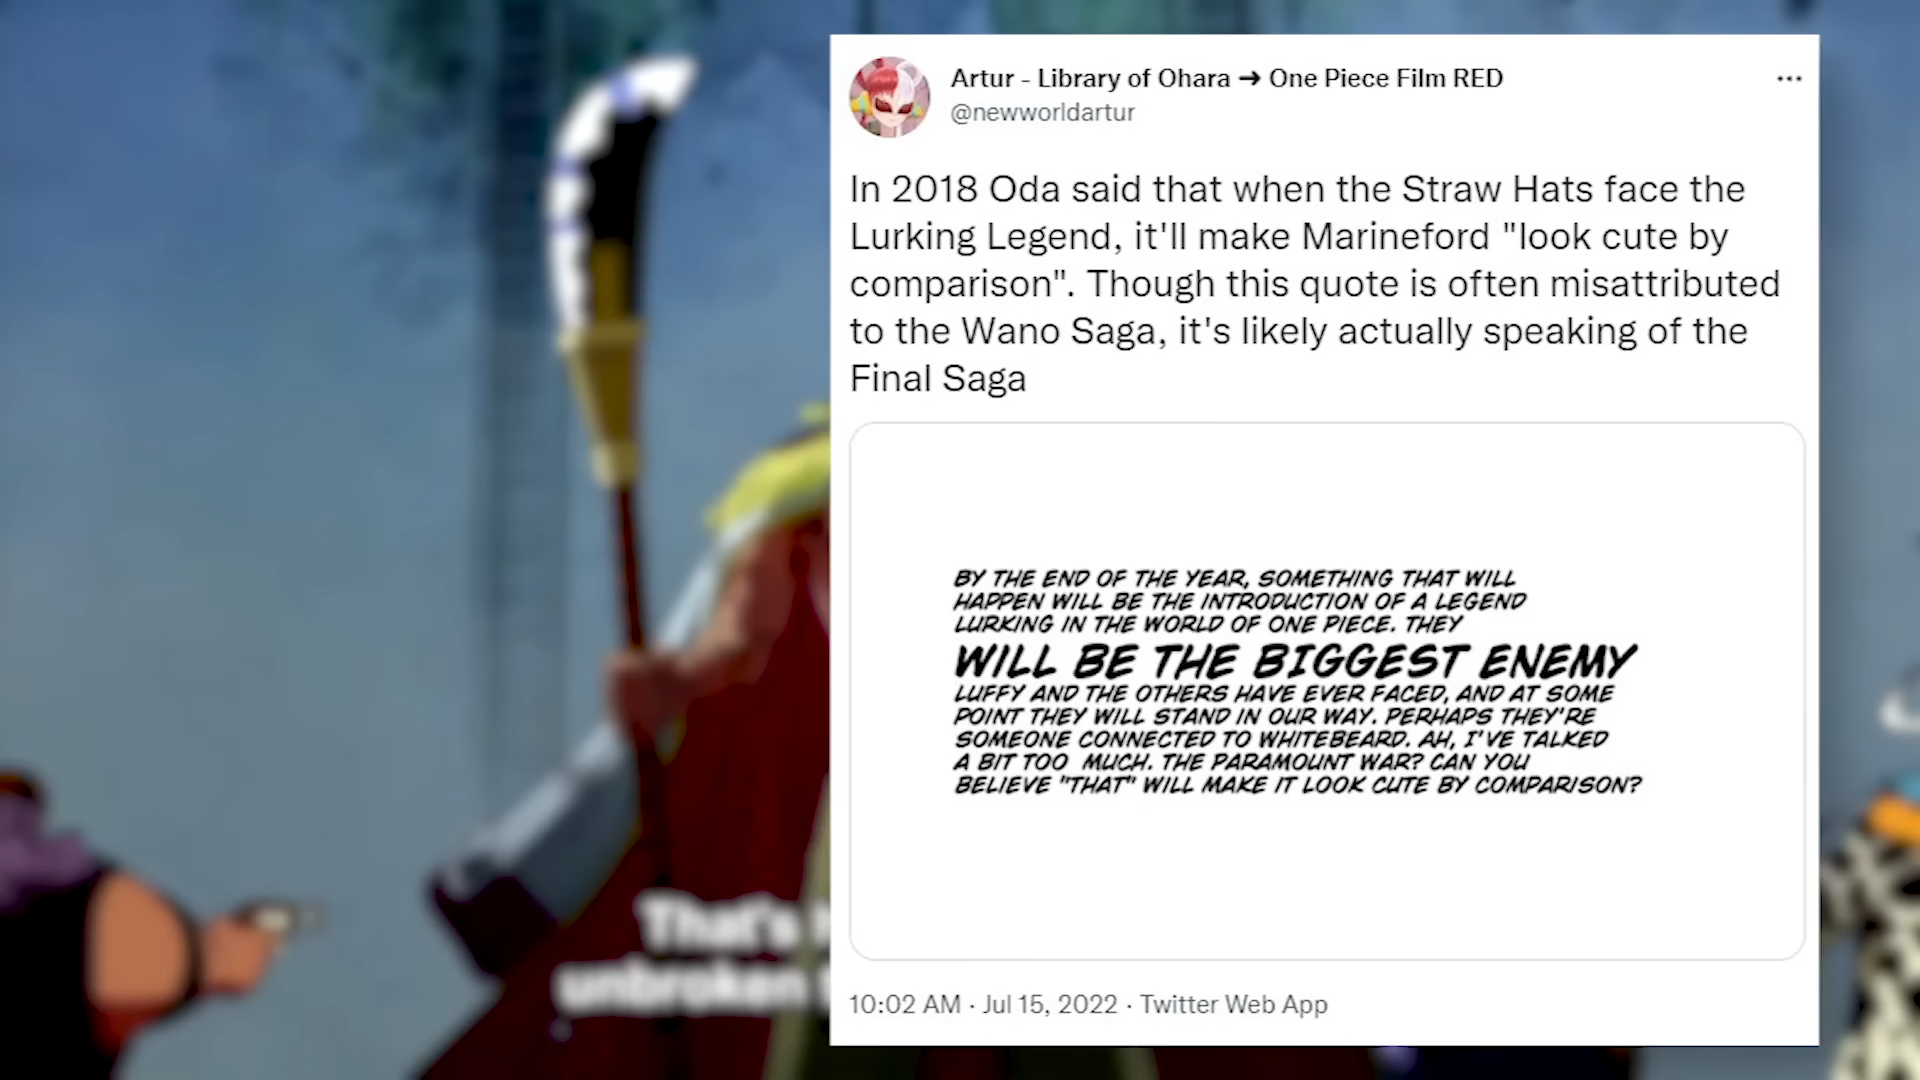 Artur - Library of Ohara → One Piece Film RED
@newworldartur
In 2018 Oda said that when the Straw Hats face the
Lurking Legend, it'll make Marineford "look cute by
comparison". Though this quote is often misattributed
to the Wano Saga, it's likely actually speaking of the
Final Saga
BY THE END OF THE YEAR, SOMETHING THAT WILL
HAPPEN WILL BE THE INTRODUCTION OF A LEGEND
LURKING IN THE WORLD OF ONE PIECE. THEY
WILL BE THE BIGGEST ENEMY
LUFFY AND THE OTHERS HAVE EVER FACED, AND AT SOME
POINT THEY WILL STAND IN OUR WAY. PERHAPS THEY'RE
SOMEONE CONNECTED TO WHITEBEARD. AH, I'VE TALKED
A BIT TOO MUCH. THE PARAMOUNT WAR? CAN YOU
BELIEVE "THAT" WILL MAKE IT LOOK CUTE BY COMPARISON?
That's
unbroken
10:02 AM · Jul 15, 2022 · Twitter Web App